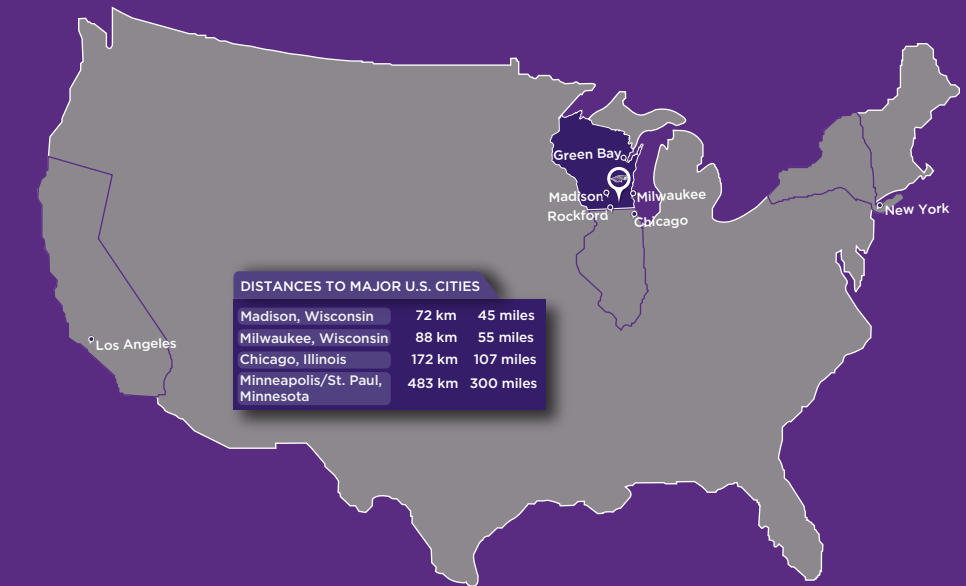 Green Bay
Madison
Milwaukee
Rockford
Chicago
New York
Los Angeles
DISTANCES TO MAJOR U.S. CITIES
Madison, Wisconsin 72 km 45 miles
Milwaukee, Wisconsin 88 km 55 miles
Chicago, Illinois 172 km 107 miles
Minneapolis/St. Paul, 483 km 300 miles
Minnesota